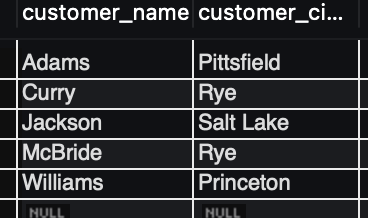 customer_name customer_ci...
Adams Pittsfield
Curry Rye
Jackson Salt Lake
McBride Rye
Williams Princeton
NULL NULL